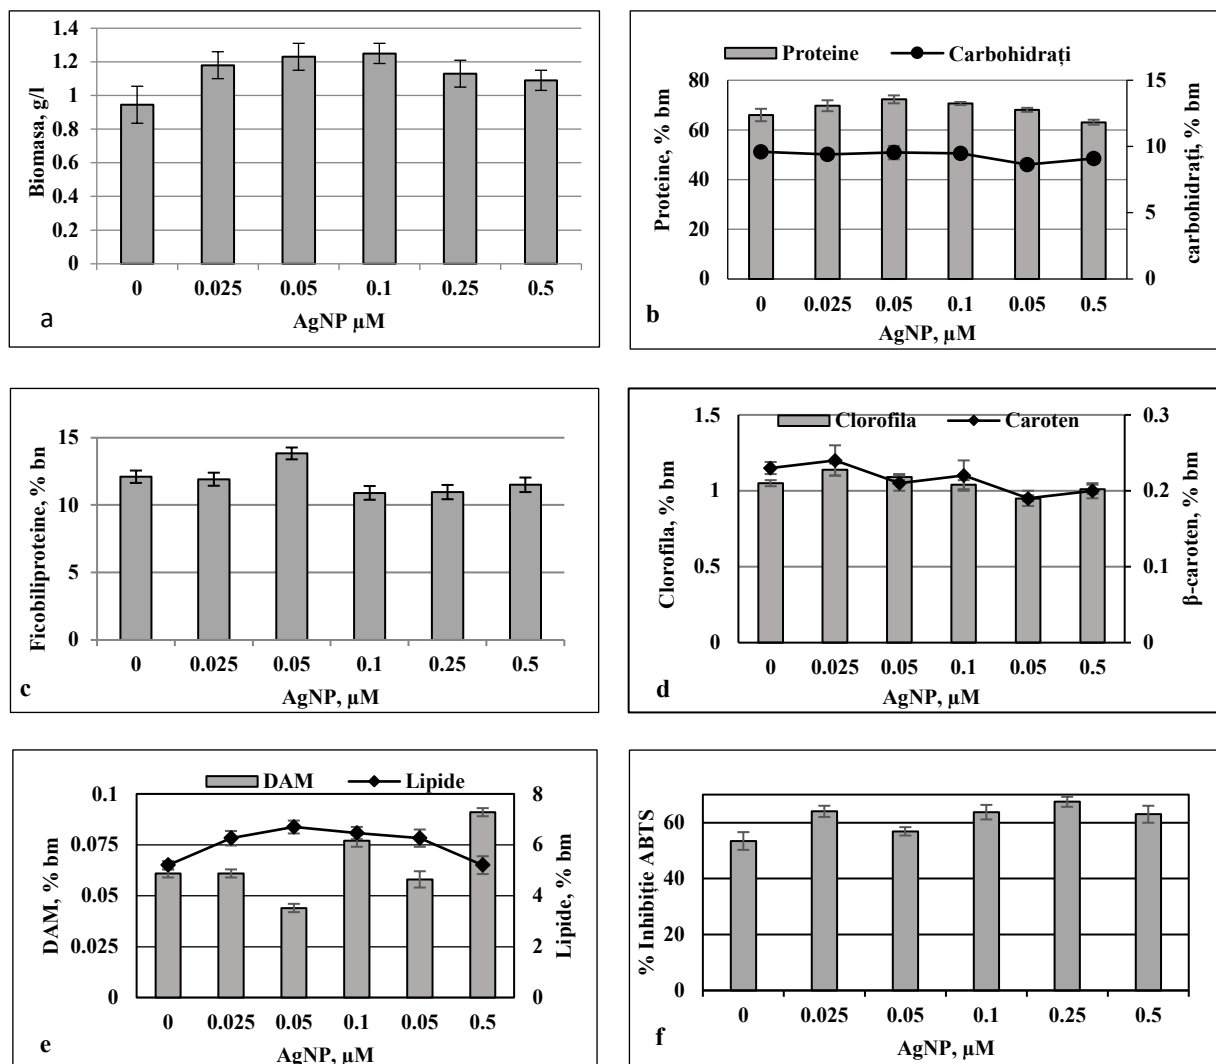 1.4
1.2
1
0.8
0.6
0.4
0.2
0
Biomasa, g/l
0 0.025 0.05 0.1 0.25 0.5
AgNP µM
a
Proteine Carbohidrați
80
60
40
20
0
Proteine, % bm
15
10
5
0
carbohidrați, % bm
0 0.025 0.05 0.1 0.05 0.5
AgNP, µM
b
15
10
5
0
Ficobiliproteine, % bn
0 0.025 0.05 0.1 0.25 0.5
AgNP, µM
c
Clorofila Caroten
1.5
1
0.5
0
Clorofila, % bm
0.3
0.2
0.1
0
β-caroten, % bm
0 0.025 0.05 0.1 0.05 0.5
AgNP, µM
d
DAM Lipide
0.1
0.075
0.05
0.025
0
DAM, % bm
8
6
4
2
0
Lipide, % bm
0 0.025 0.05 0.1 0.05 0.5
AgNP, µM
e
60
40
20
0
% Inhibiție ABTS
0 0.025 0.05 0.1 0.25 0.5
AgNP, µM
f